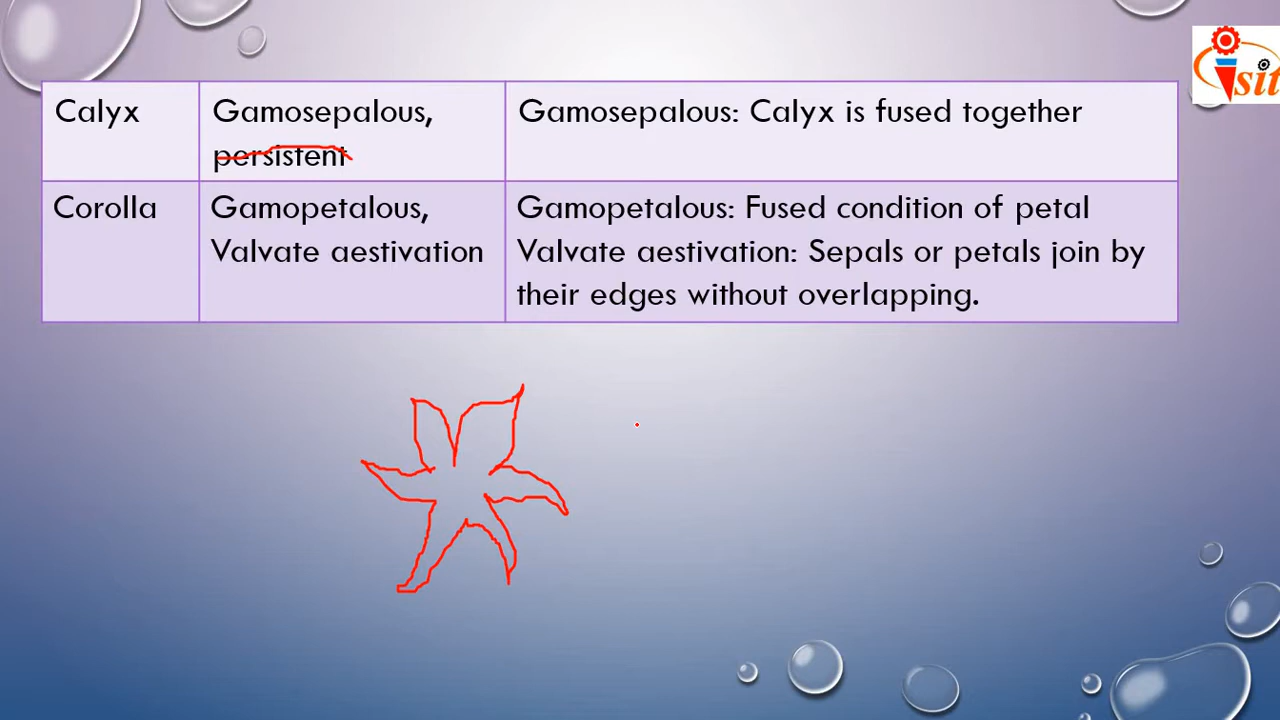 Calyx
Gamosepalous,
persistent
Gamosepalous: Calyx is fused together
Corolla
Gamopetalous,
Valvate aestivation
Gamopetalous: Fused condition of petal
Valvate aestivation: Sepals or petals join by
their edges without overlapping.
isit